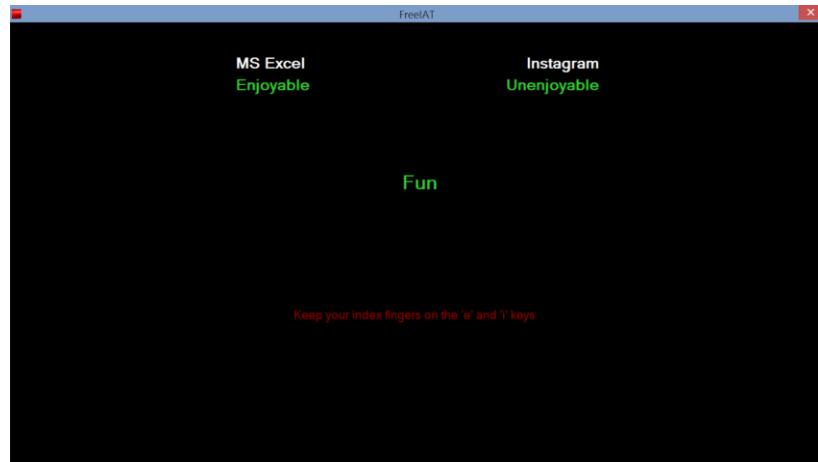 FreeIAT
MS Excel Instagram
Enjoyable Unenjoyable
Fun
Keep your index fingers on the 'e' and 'i' keys